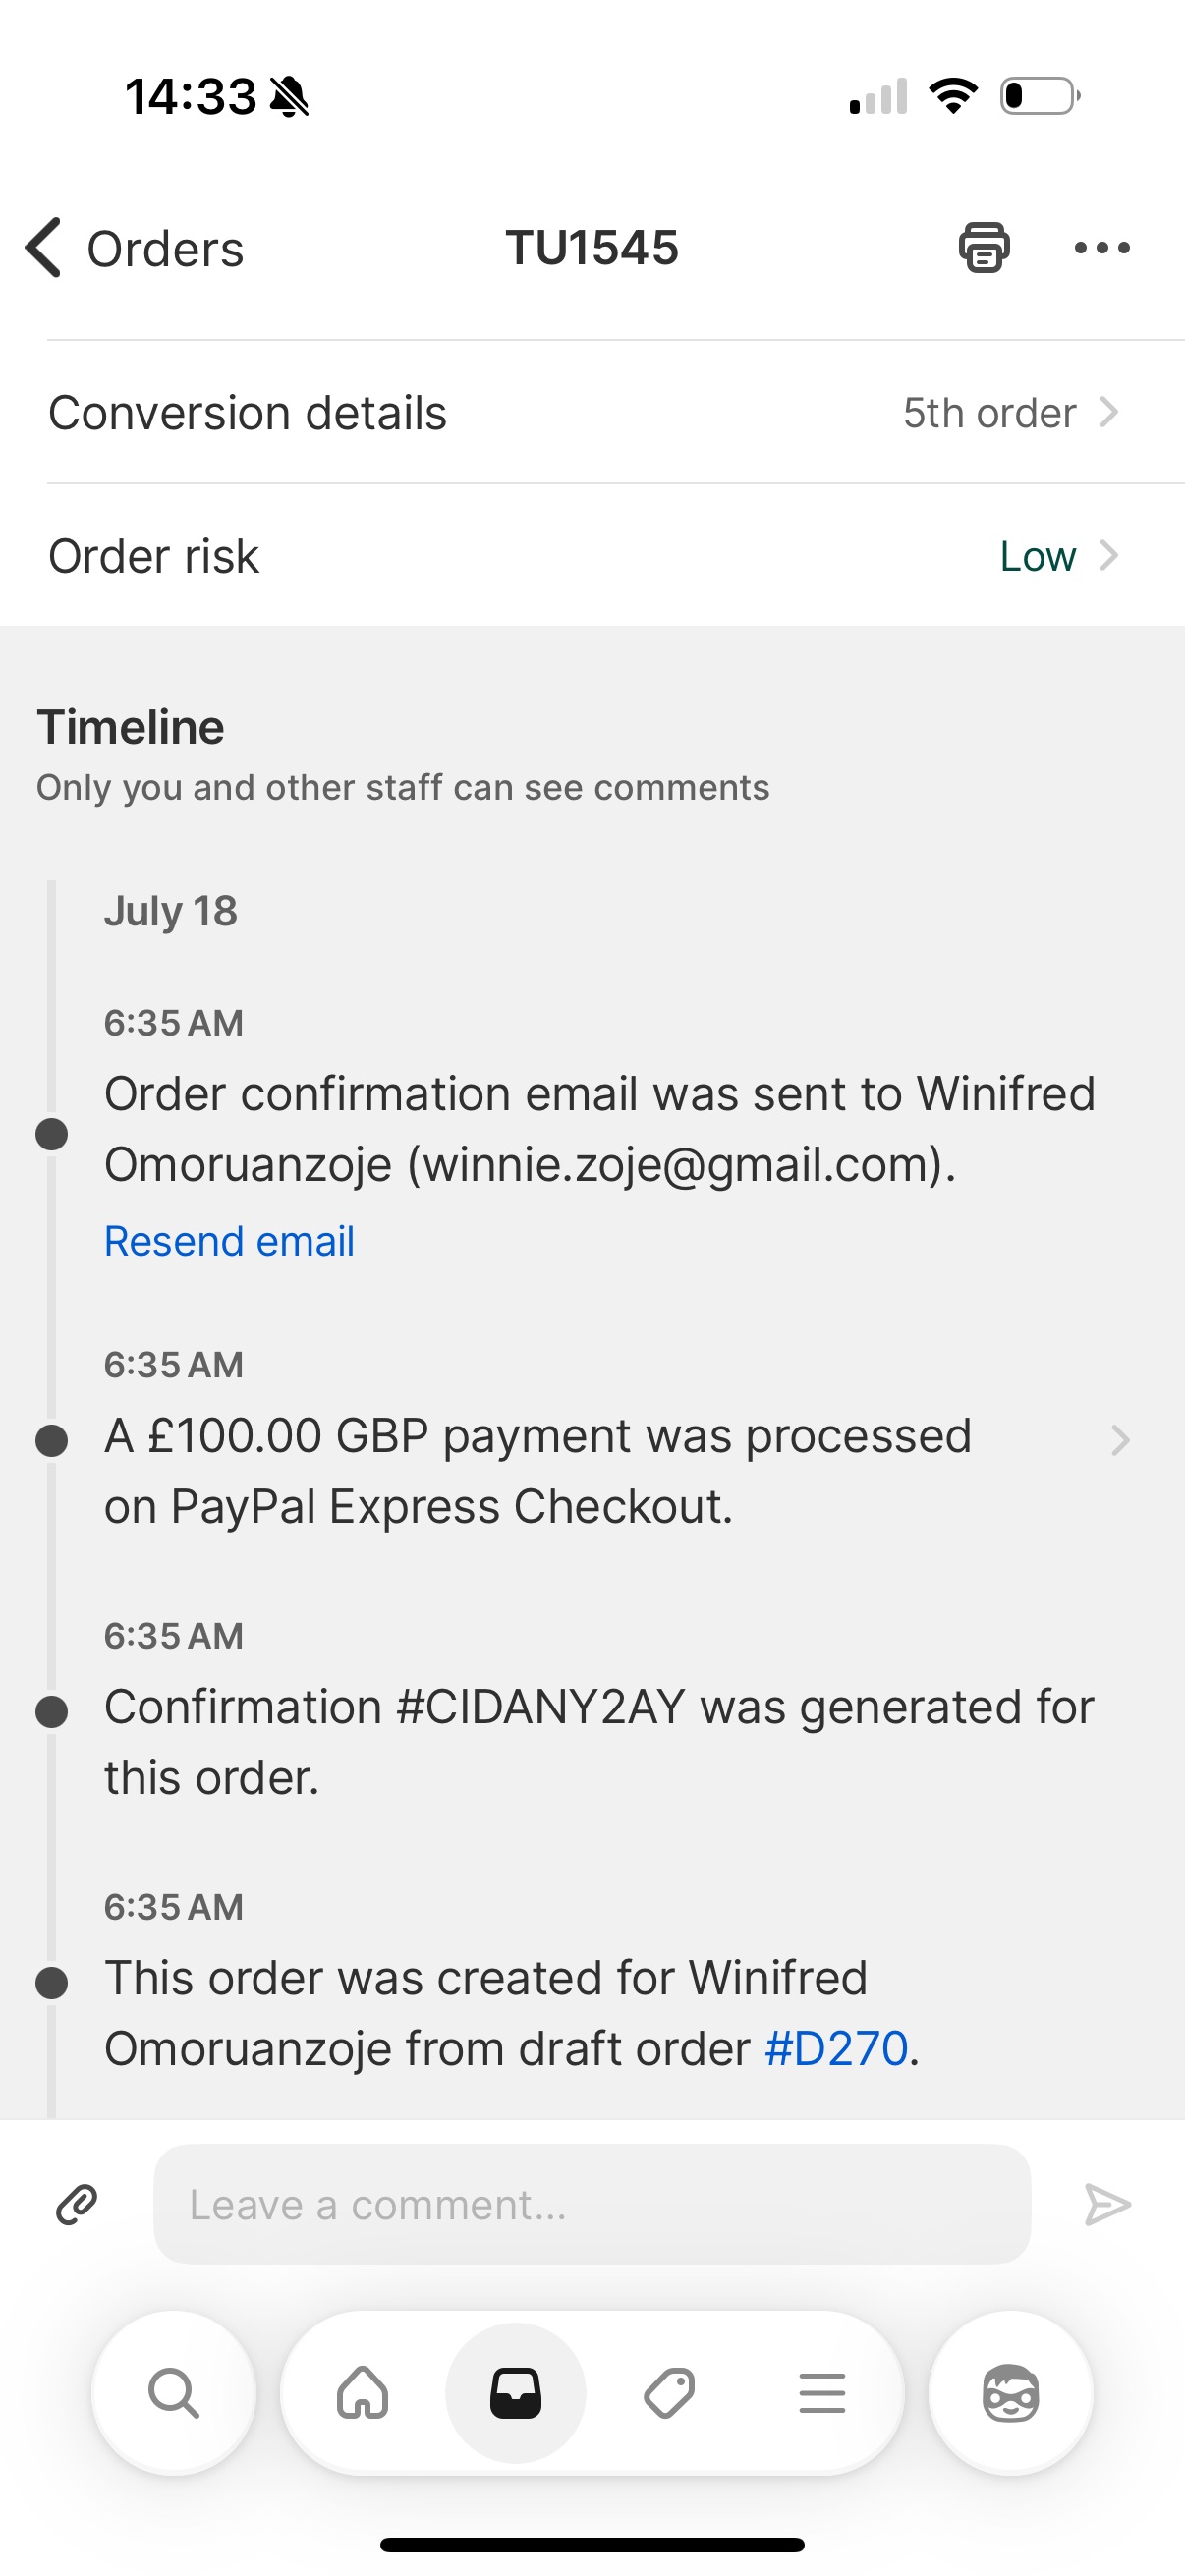 14:33
Orders
TU1545
Conversion details
5th order
Order risk
Low
Timeline
Only you and other staff can see comments
July 18
6:35 AM
Order confirmation email was sent to Winifred
Omoruanzoje (winnie.zoje@gmail.com).
Resend email
6:35 AM
A £100.00 GBP payment was processed
on PayPal Express Checkout.
6:35 AM
Confirmation #CIDANY2AY was generated for
this order.
6:35 AM
This order was created for Winifred
Omoruanzoje from draft order #D270.
Leave a comment...